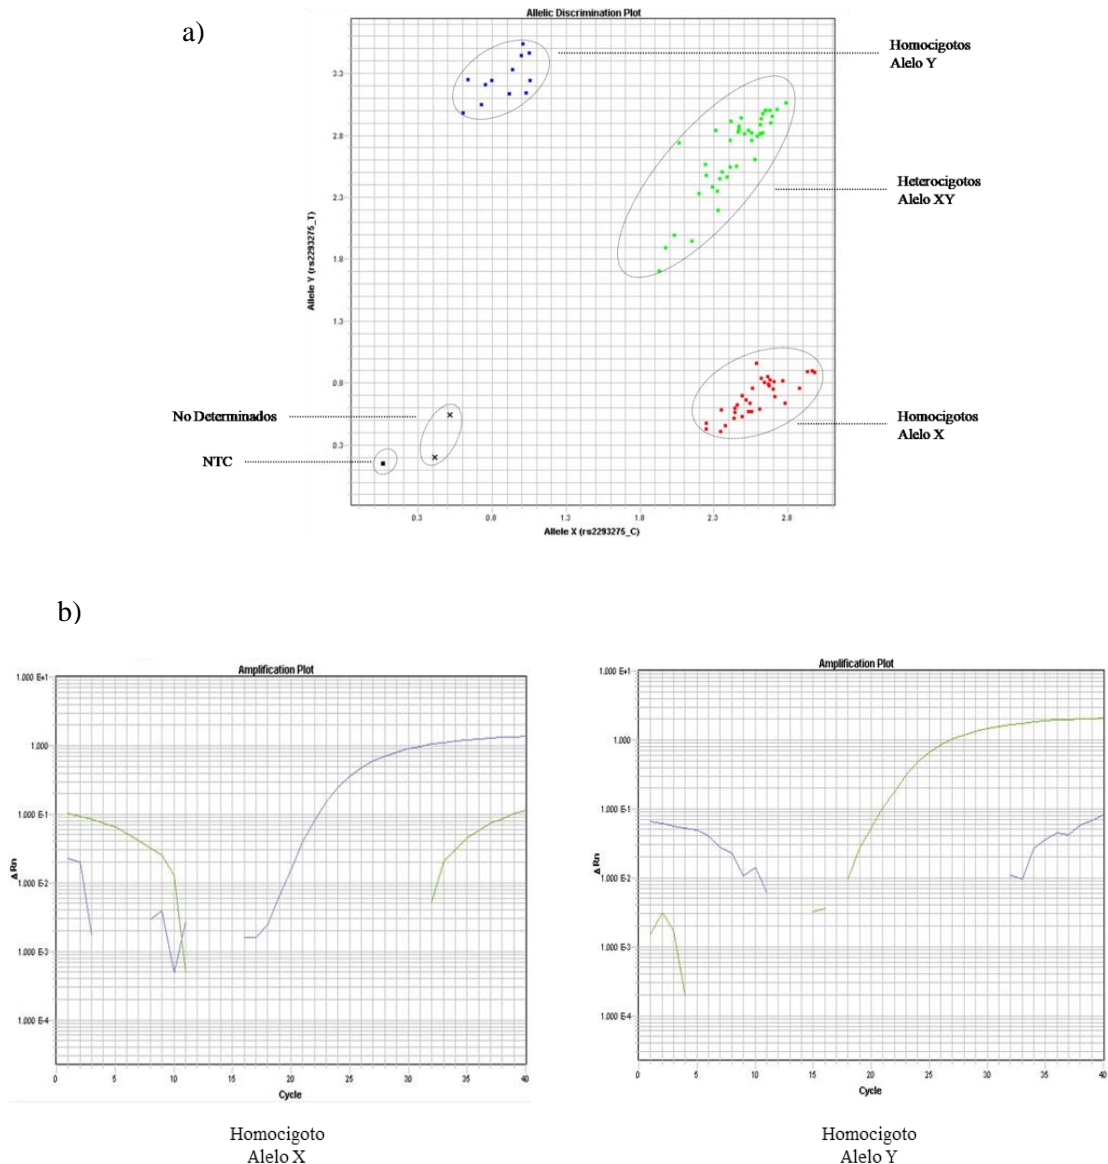 a)
Allelic Discrimination Plot
Homocigotos
Alelo Y
3.3
2.8
Heterocigotos
Alelo XY
2.3
Allele Y (rs2293275_T)
1.8
1.3
0.8
No Determinados
Homocigotos
Alelo X
0.3
NTC
0.3 0.8 1.3 1.8 2.3 2.8
Allele X (rs2293275_C)
b)
Amplification Plot
1.000 E+1
1.000
1.000 E-1
Δ Rn
1.000 E-2
1.000 E-3
1.000 E-4
0 5 10 15 20 25 30 35 40
Cycle
Homocigoto
Alelo X
Amplification Plot
1.000 E+1
1.000
1.000 E-1
Δ Rn
1.000 E-2
1.000 E-3
1.000 E-4
0 5 10 15 20 25 30 35 40
Cycle
Homocigoto
Alelo Y